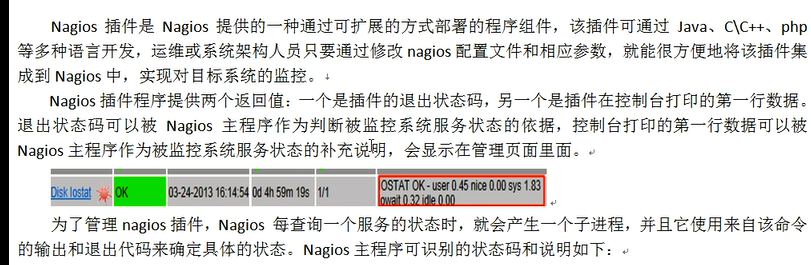 Nagios 插件是 Nagios 提供的一种通过可扩展的方式部署的程序组件，该插件可通过 Java、C\C++、php
等多种语言开发，运维或系统架构人员只要通过修改 nagios 配置文件和相应参数，就能很方便地将该插件集
成到 Nagios 中，实现对目标系统的监控。
Nagios 插件程序提供两个返回值：一个是插件的退出状态码，另一个是插件在控制台打印的第一行数据。
退出状态码可以被 Nagios 主程序作为判断被监控系统服务状态的依据，控制台打印的第一行数据可以被
Nagios 主程序作为被监控系统服务状态的补充说明，会显示在管理页面里面。
Disk Iostat OK 03-24-2013 16:14:54 0d 4h 59m 19s 1/1 OSTAT OK - user 0.45 nice 0.00 sys 1.83
owait 0.32 idle 0.00
为了管理 nagios 插件，Nagios 每查询一个服务的状态时，就会产生一个子进程，并且它使用来自该命令
的输出和退出代码来确定具体的状态。Nagios 主程序可识别的状态码和说明如下：